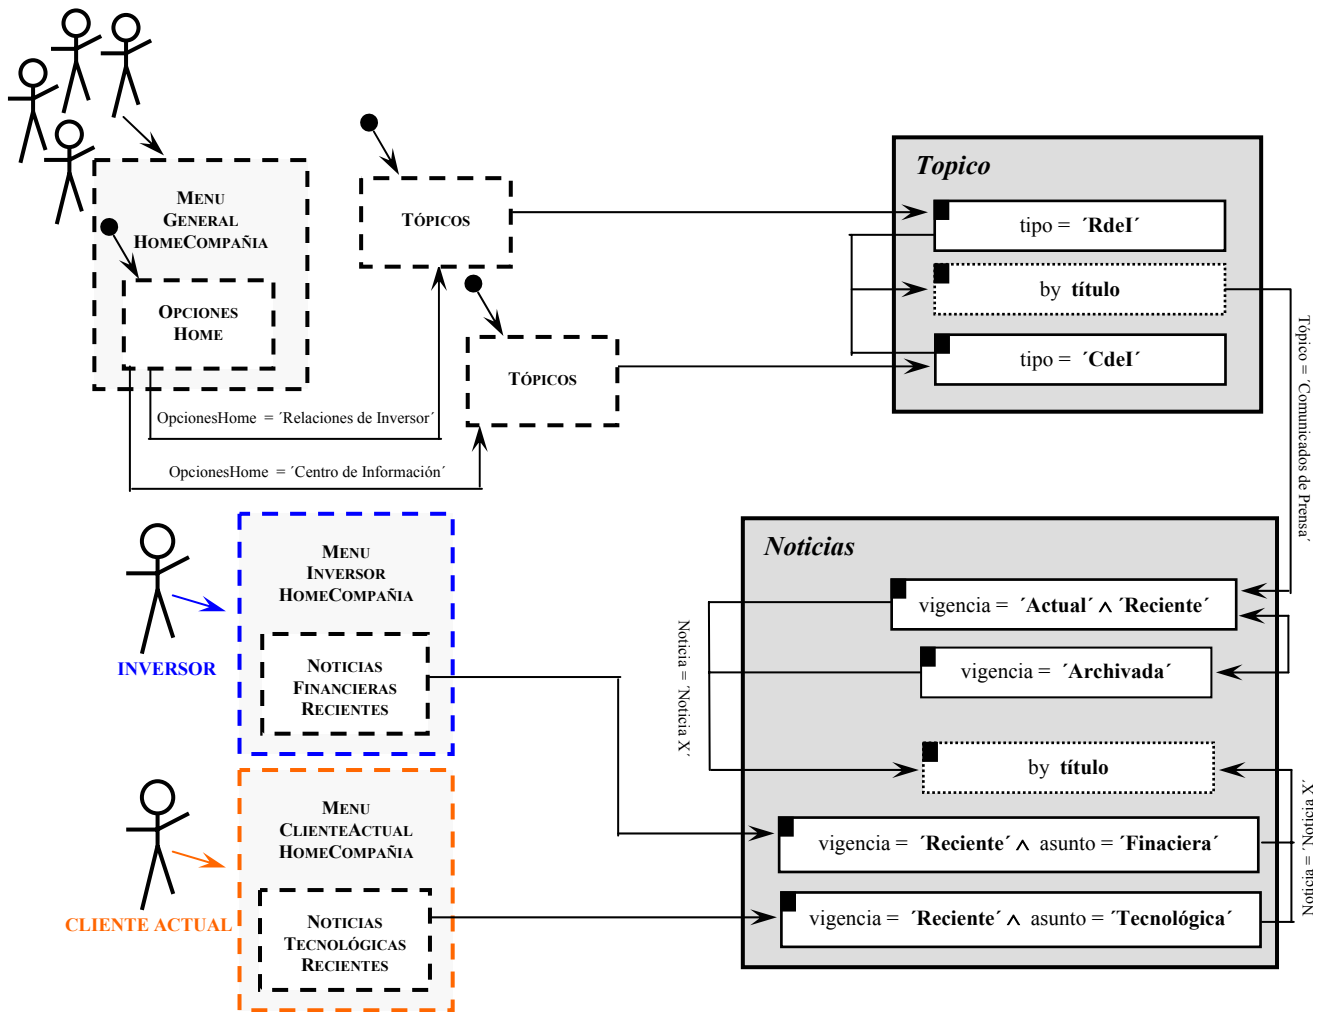 MENU
GENERAL
HOMECOMPAÑIA
OPCIONES
HOME
TÓPICOS
TÓPICOS
OpcionesHome = ´Relaciones de Inversor´
OpcionesHome = ´Centro de Información´
Topico
tipo = ´RdeI´
by título
tipo = ´CdeI´
Tópico = ´Comunicados de Prensa´
INVERSOR
MENU
INVERSOR
HOMECOMPAÑIA
NOTICIAS
FINANCIERAS
RECIENTES
CLIENTE ACTUAL
MENU
CLIENTEACTUAL
HOMECOMPAÑIA
NOTICIAS
TECNOLÓGICAS
RECIENTES
Noticias
vigencia = ´Actual´ ∧ ´Reciente´
vigencia = ´Archivada´
Noticia = ´Noticia X´
by título
vigencia = ´Reciente´ ∧ asunto = ´Finaciera´
vigencia = ´Reciente´ ∧ asunto = ´Tecnológica´
Noticia = ´Noticia X´